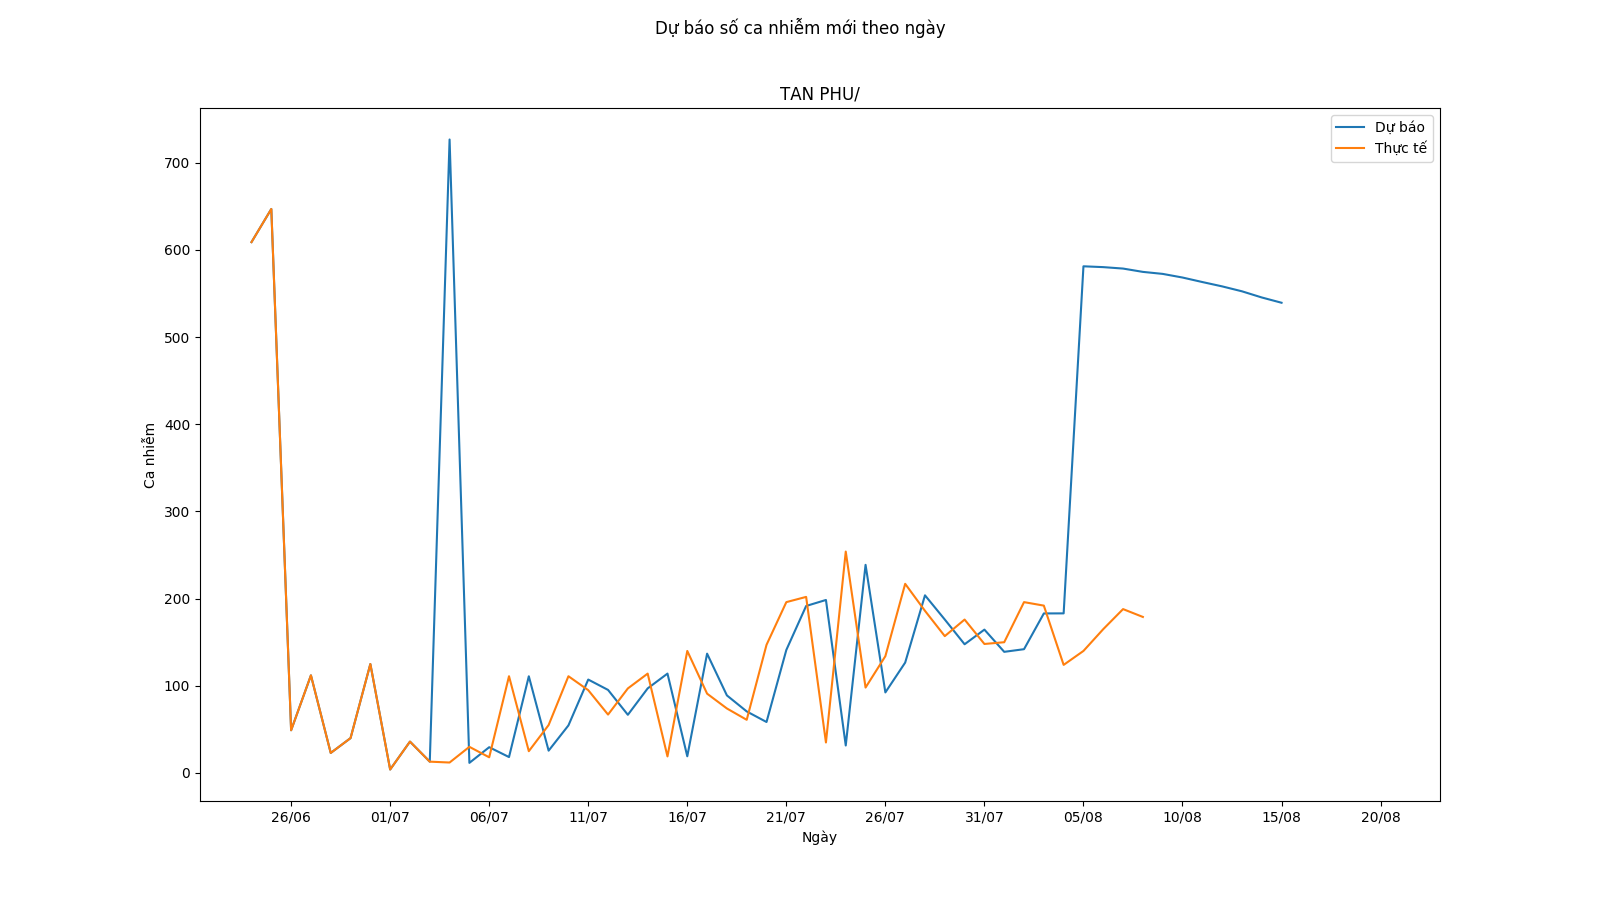 Dự báo số ca nhiễm mới theo ngày
TAN PHU/
Dự báo
Thực tế
700
600
500
400
300
200
100
0
Ca nhiễm
26/06 01/07 06/07 11/07 16/07 21/07 26/07 31/07 05/08 10/08 15/08 20/08
Ngày